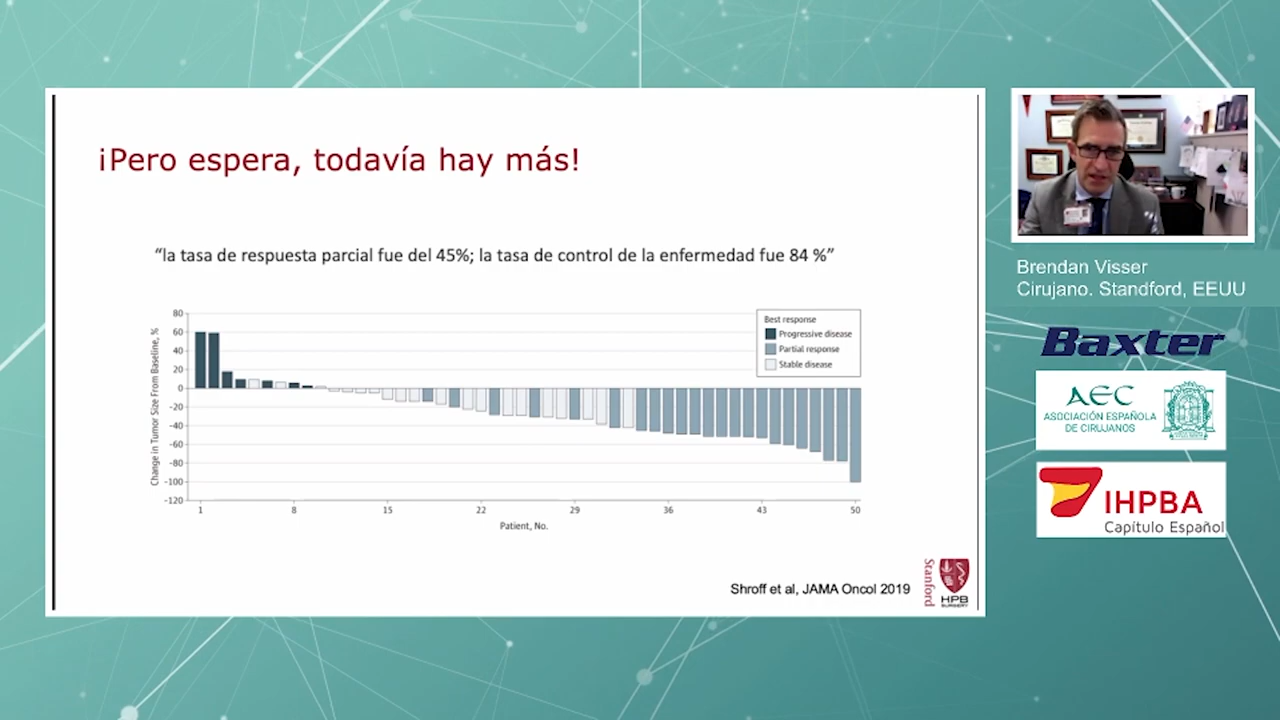 ¡Pero espera, todavía hay más!
“la tasa de respuesta parcial fue del 45%; la tasa de control de la enfermedad fue 84 %”
Change in Tumor Size From Baseline, %
80
60
40
20
0
-20
-40
-60
-80
-100
-120
Best response
Progressive disease
Partial response
Stable disease
1 8 15 22 29 36 43 50
Patient, No.
Shroff et al, JAMA Oncol 2019
Stanford
HPB
SURGERY
Brendan Visser
Cirujano. Standford, EEUU
Baxter
AEC
ASOCIACIÓN ESPAÑOLA
DE CIRUJANOS
IHPBA
Capítulo Español